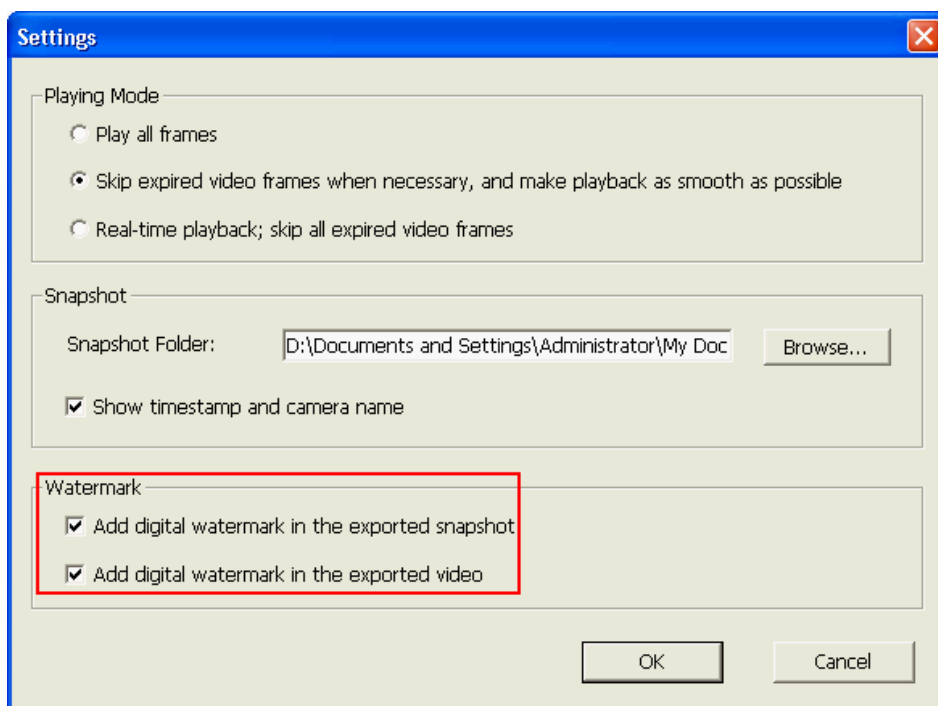 Settings
Playing Mode
Play all frames
Skip expired video frames when necessary, and make playback as smooth as possible
Real-time playback; skip all expired video frames
Snapshot
Snapshot Folder: D:\Documents and Settings\Administrator\My Doc Browse...
Show timestamp and camera name
Watermark
Add digital watermark in the exported snapshot
Add digital watermark in the exported video
OK Cancel